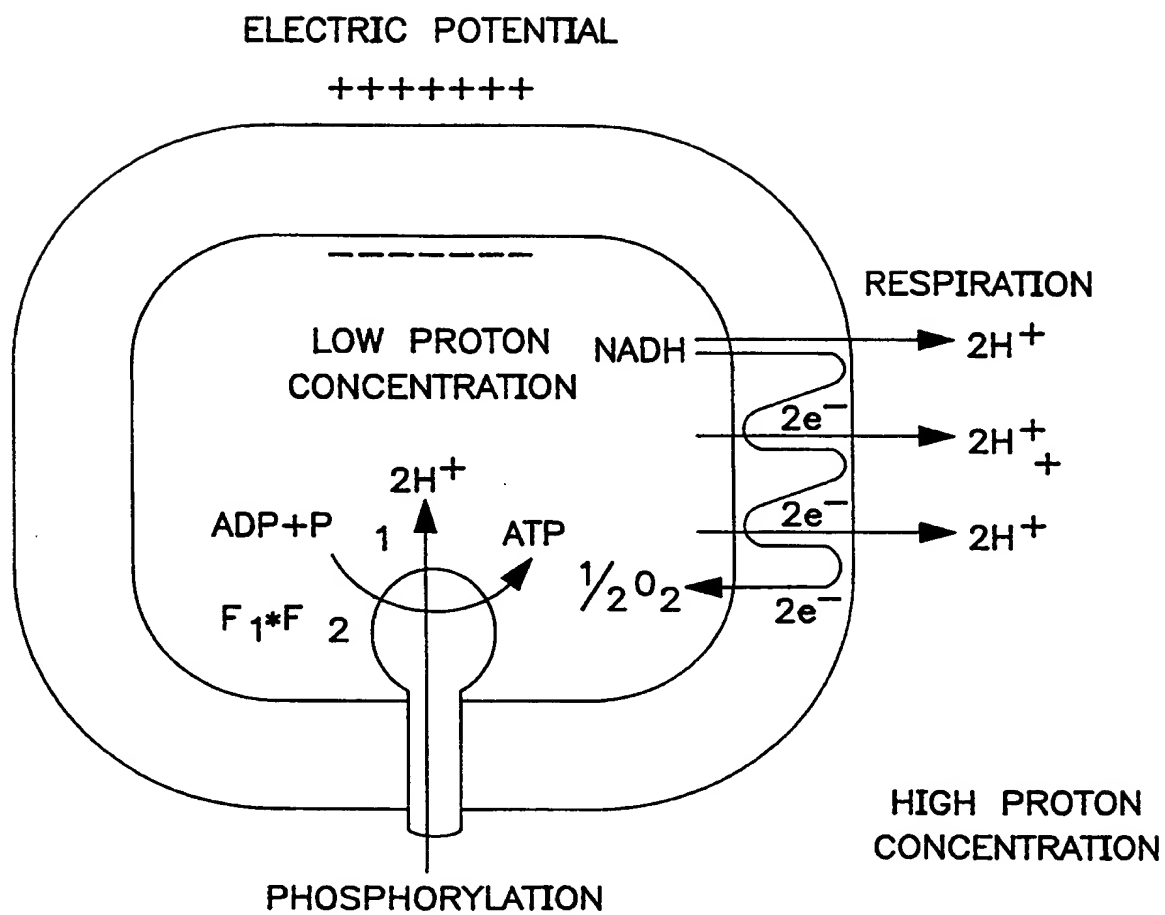 ELECTRIC POTENTIAL
+++++++
−−−−−−−
RESPIRATION
LOW PROTON
CONCENTRATION
NADH
2H⁺
2e⁻
2H⁺
+
2H⁺
2e⁻
2H⁺
ADP+P
1
ATP
½O₂
2e⁻
F₁*F 2
HIGH PROTON
CONCENTRATION
PHOSPHORYLATION